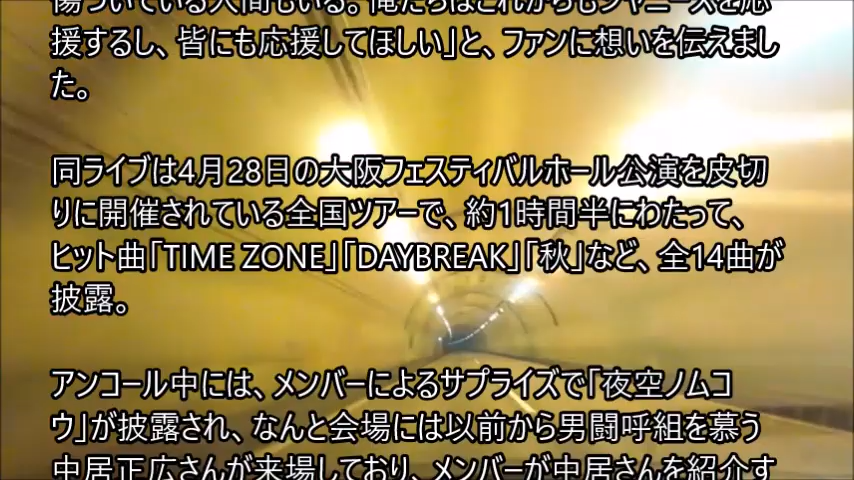 傷ついている人間もいる。俺たちはこれからもジャニーズを応
援するし、皆にも応援してほしい」と、ファンに想いを伝えまし
た。
同ライブは4月28日の大阪フェスティバルホール公演を皮切
りに開催されている全国ツアーで、約1時間半にわたって、
ヒット曲「TIME ZONE」「DAYBREAK」「秋」など、全14曲が
披露。
アンコール中には、メンバーによるサプライズで「夜空ノムコ
ウ」が披露され、なんと会場には以前から男闘呼組を慕う
中居正広さんが来場しており、メンバーが中居さんを紹介す